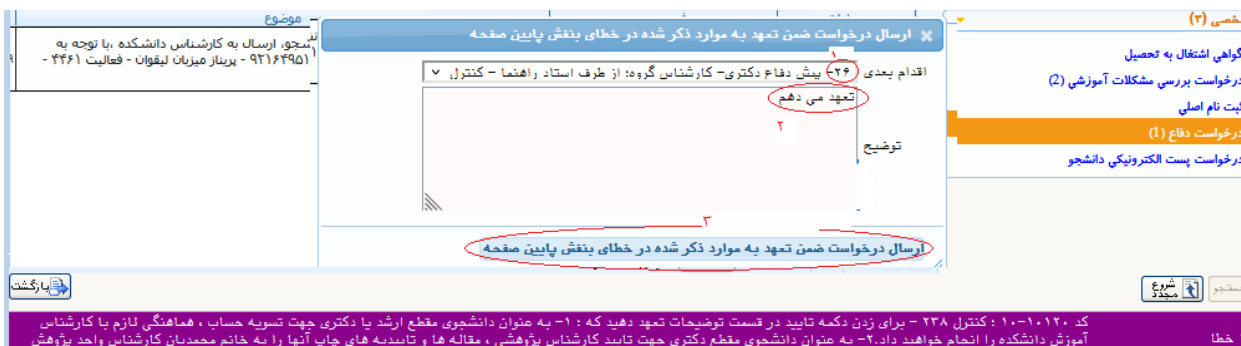 شخصی (۳)
گواهی اشتغال به تحصیل
درخواست بررسي مشکلات آموزشي (2)
ثبت نام اصلی
درخواست دفاع (1)
درخواست پست الکترونیکي دانشجو
موضوع
ارسال به کارشناس دانشکده ،با توجه به
۹۲۱۶۴۹۵۱ - پریناز میزبان لیقوان - فعالیت ۴۴۶۱ -
ارسال درخواست ضمن تعهد به موارد ذکر شده در خطای بنفش پایین صفحه
۱
اقدام بعدی
۲۶- پیش دفاع دکتری- کارشناس گروه: از طرف استاد راهنما - کنترل
تعهد می دهم
۲
توضیح
۳
ارسال درخواست ضمن تعهد به موارد ذکر شده در خطای بنفش پایین صفحه
جستجو
شروع مجدد
بازگشت
خطا
کد ۱۰۱۲۰-۱۰ : کنترل ۲۳۸ - برای زدن دکمه تایید در قسمت توضیحات تعهد دهید که : ۱- به عنوان دانشجوی مقطع ارشد یا دکتری جهت تسویه حساب ، هماهنگی لازم با کارشناس
آموزش دانشکده را انجام خواهید داد.۲- به عنوان دانشجوی مقطع دکتری جهت تایید کارشناس پژوهشی ، مقاله ها و تاییدیه های چاپ آنها را به خانم محمدیان کارشناس واحد پژوهش